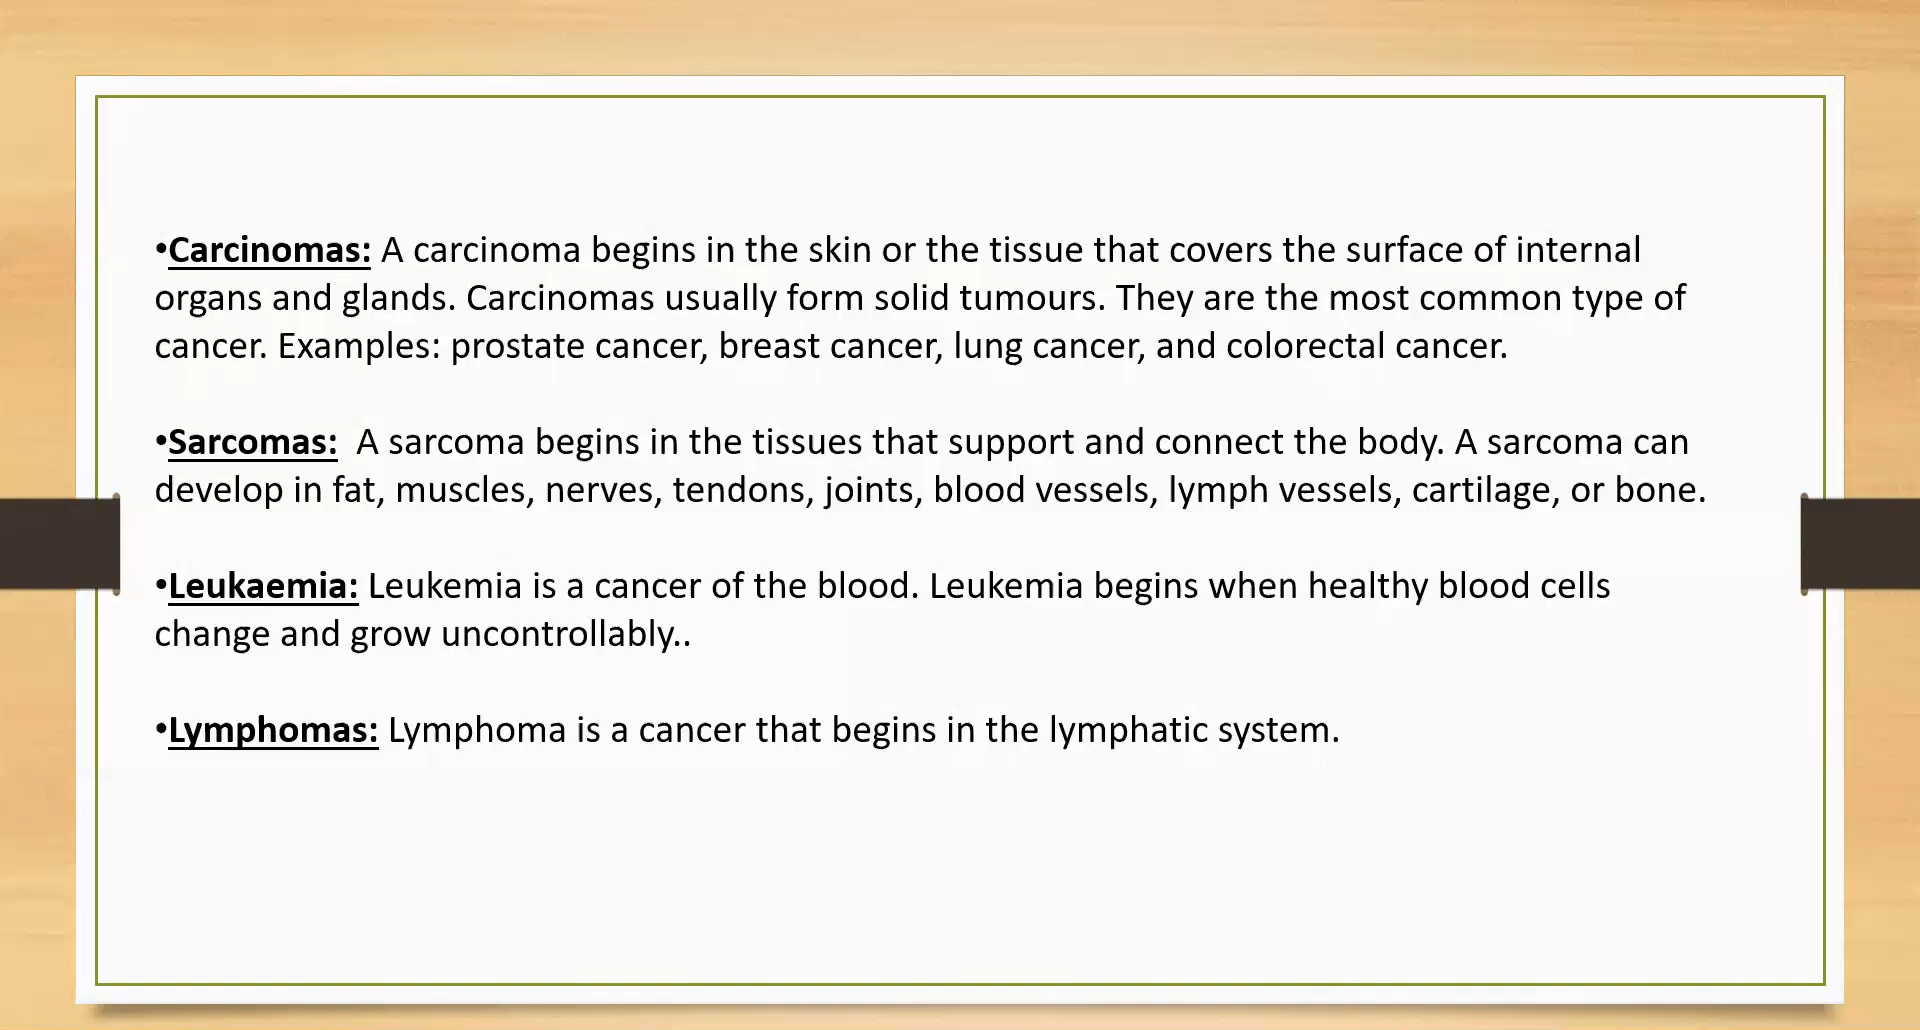 •Carcinomas: A carcinoma begins in the skin or the tissue that covers the surface of internal
organs and glands. Carcinomas usually form solid tumours. They are the most common type of
cancer. Examples: prostate cancer, breast cancer, lung cancer, and colorectal cancer.
•Sarcomas:  A sarcoma begins in the tissues that support and connect the body. A sarcoma can
develop in fat, muscles, nerves, tendons, joints, blood vessels, lymph vessels, cartilage, or bone.
•Leukaemia: Leukemia is a cancer of the blood. Leukemia begins when healthy blood cells
change and grow uncontrollably..
•Lymphomas: Lymphoma is a cancer that begins in the lymphatic system.